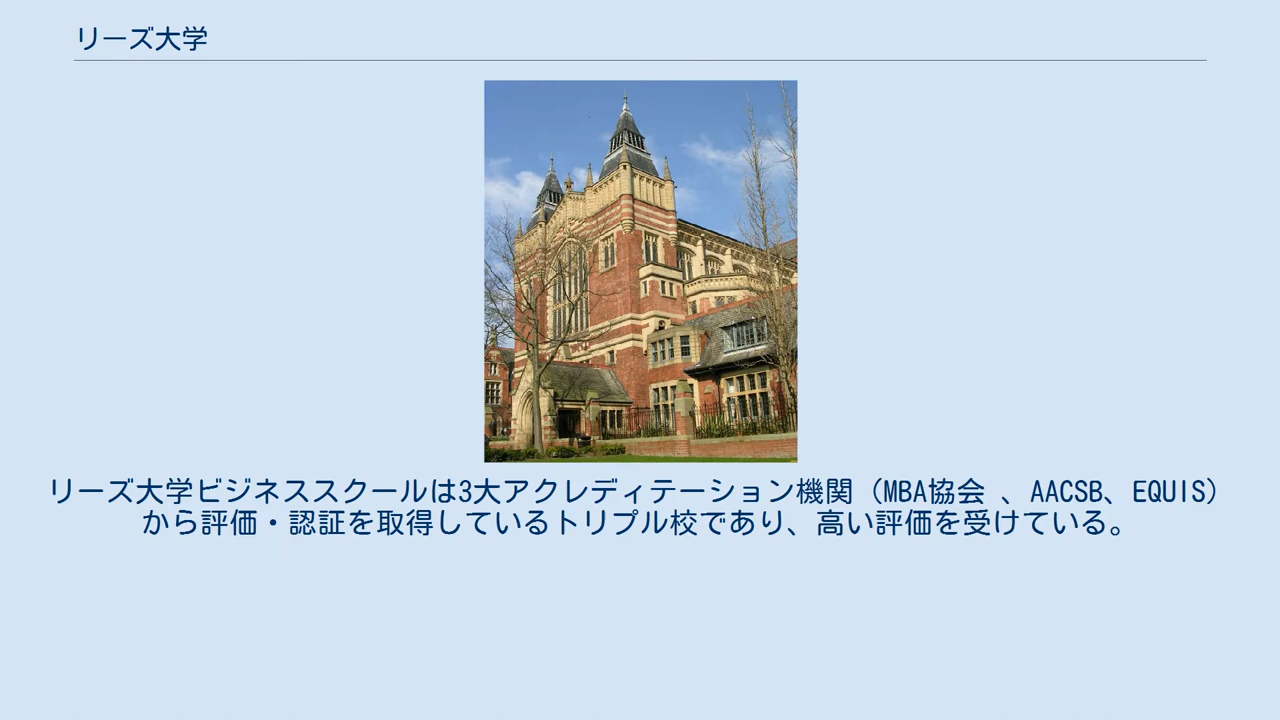 リーズ大学
リーズ大学ビジネススクールは3大アクレディテーション機関（MBA協会 、AACSB、EQUIS）
から評価・認証を取得しているトリプル校であり、高い評価を受けている。